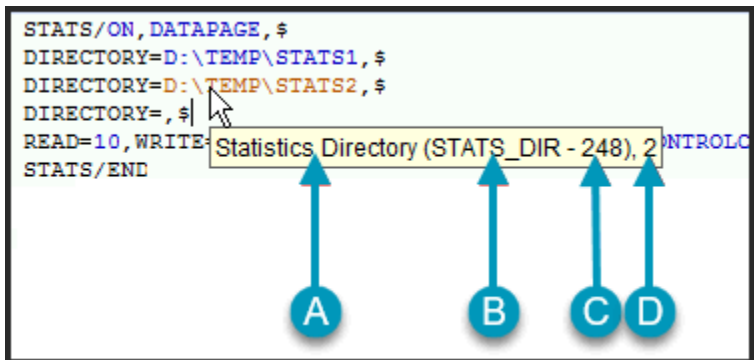 STATS/ON,DATAPAGE,$
DIRECTORY=D:\TEMP\STATS1,$
DIRECTORY=D:\TEMP\STATS2,$
DIRECTORY=,$
READ=10,WRITE= Statistics Directory (STATS_DIR - 248), 2 ONTROLC
STATS/END
A B C D